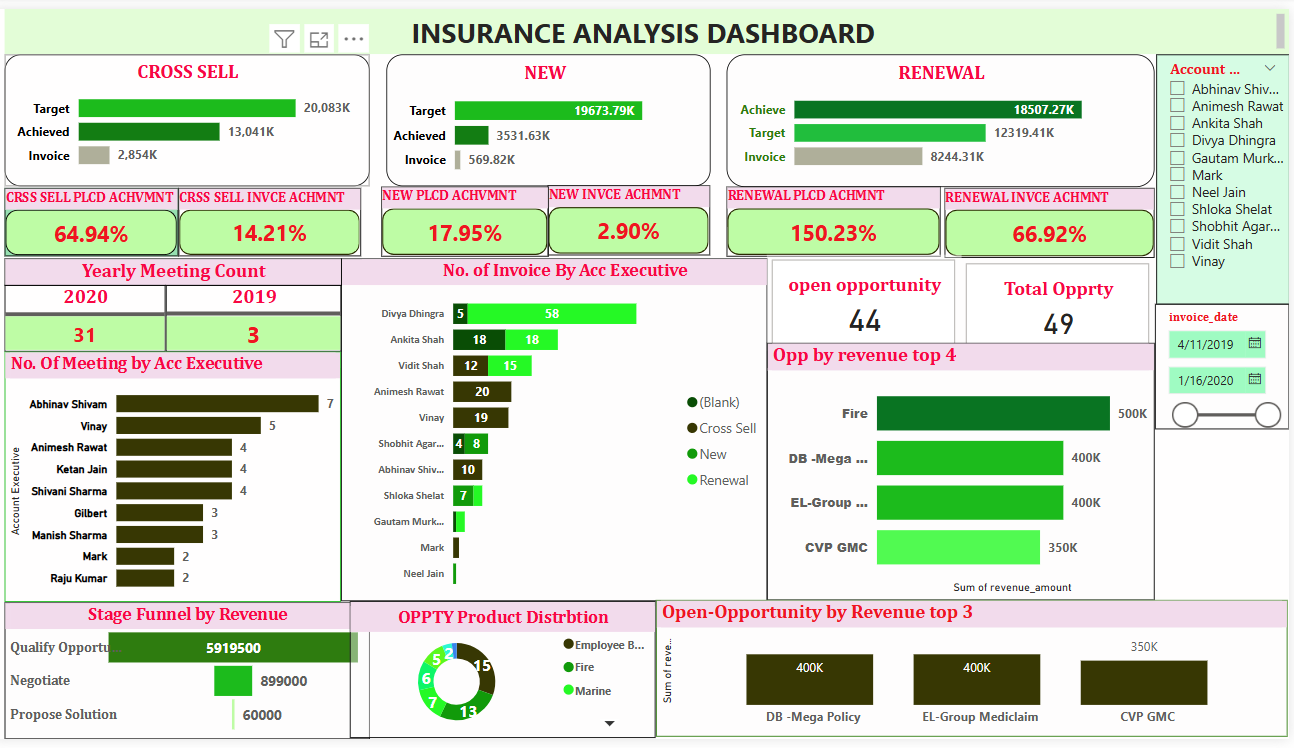 INSURANCE ANALYSIS DASHBOARD
CROSS SELL
Target 20,083K
Achieved 13,041K
Invoice 2,854K
NEW
Target 19673.79K
Achieved 3531.63K
Invoice 569.82K
RENEWAL
Achieve 18507.27K
Target 12319.41K
Invoice 8244.31K
Account ...
Abhinav Shiv...
Animesh Rawat
Ankita Shah
Divya Dhingra
Gautam Murk...
Mark
Neel Jain
Shloka Shelat
Shobhit Agar...
Vidit Shah
Vinay
CRSS SELL PLCD ACHVMNT
64.94%
CRSS SELL INVCE ACHMNT
14.21%
NEW PLCD ACHVMNT
17.95%
NEW INVCE ACHMNT
2.90%
RENEWAL PLCD ACHMNT
150.23%
RENEWAL INVCE ACHMNT
66.92%
Yearly Meeting Count
2020 2019
31 3
No. Of Meeting by Acc Executive
Account Executive
Abhinav Shivam 7
Vinay 5
Animesh Rawat 4
Ketan Jain 4
Shivani Sharma 4
Gilbert 3
Manish Sharma 3
Mark 2
Raju Kumar 2
No. of Invoice By Acc Executive
Divya Dhingra 5 58
Ankita Shah 18 18
Vidit Shah 12 15
Animesh Rawat 20
Vinay 19
Shobhit Agar... 4 8
Abhinav Shiv... 10
Shloka Shelat 7
Gautam Murk...
Mark
Neel Jain
(Blank)
Cross Sell
New
Renewal
open opportunity
44
Total Opprty
49
invoice_date
4/11/2019
1/16/2020
Opp by revenue top 4
Fire 500K
DB -Mega ... 400K
EL-Group ... 400K
CVP GMC 350K
Sum of revenue_amount
Stage Funnel by Revenue
Qualify Opportu... 5919500
Negotiate 899000
Propose Solution 60000
OPPTY Product Distrbtion
15
13
7
6
5
2
Employee B...
Fire
Marine
Open-Opportunity by Revenue top 3
Sum of reve...
400K 400K 350K
DB -Mega Policy EL-Group Mediclaim CVP GMC